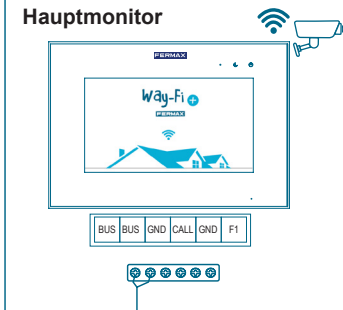 Hauptmonitor
FERMAX
Way-Fi
FERMAX
BUS BUS GND CALL GND F1